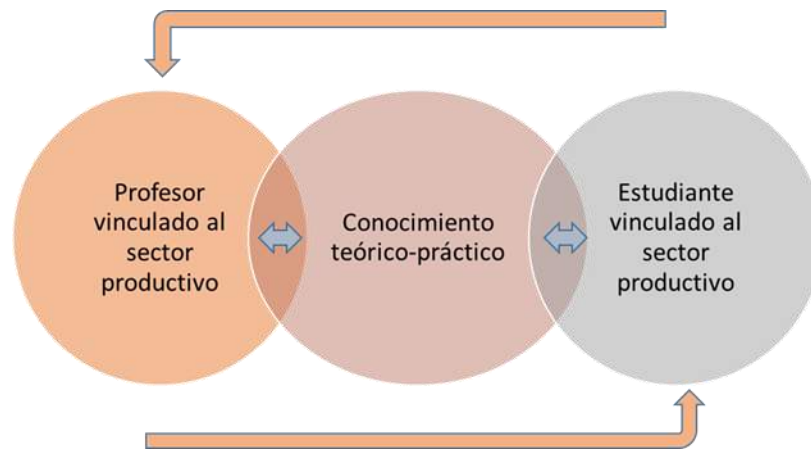 Profesor
vinculado al
sector
productivo
Conocimiento
teórico-práctico
Estudiante
vinculado al
sector
productivo